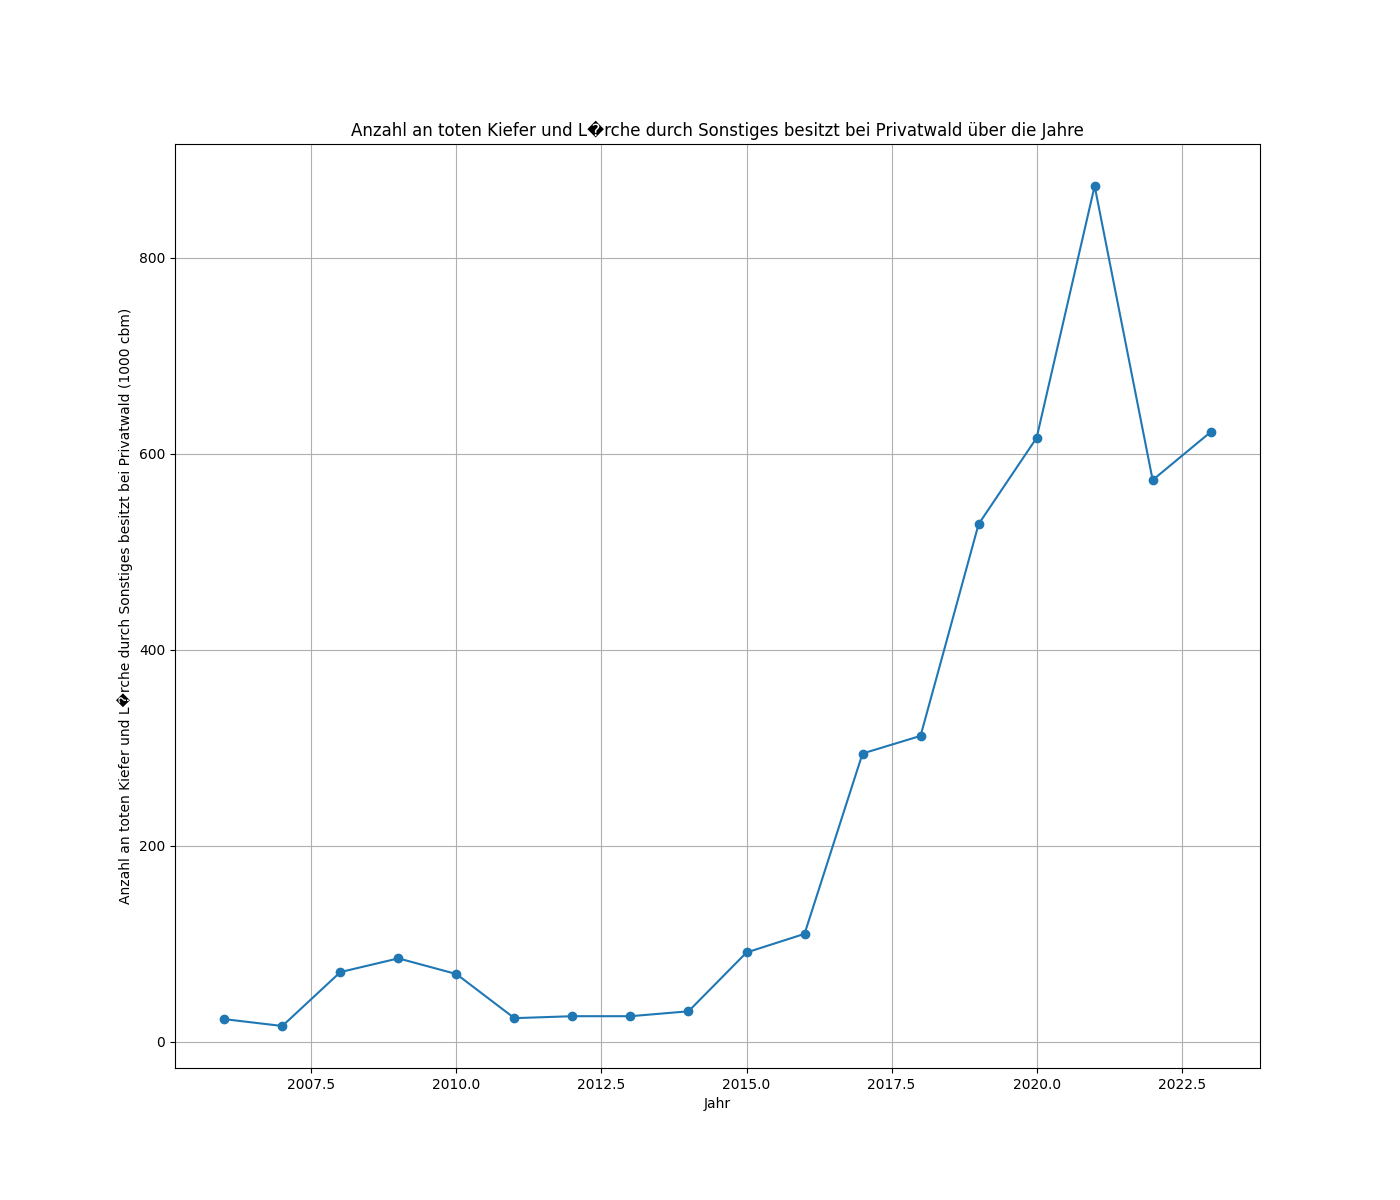 Anzahl an toten Kiefer und L�rche durch Sonstiges besitzt bei Privatwald über die Jahre
Anzahl an toten Kiefer und L�rche durch Sonstiges besitzt bei Privatwald (1000 cbm)
800
600
400
200
0
2007.5 2010.0 2012.5 2015.0 2017.5 2020.0 2022.5
Jahr